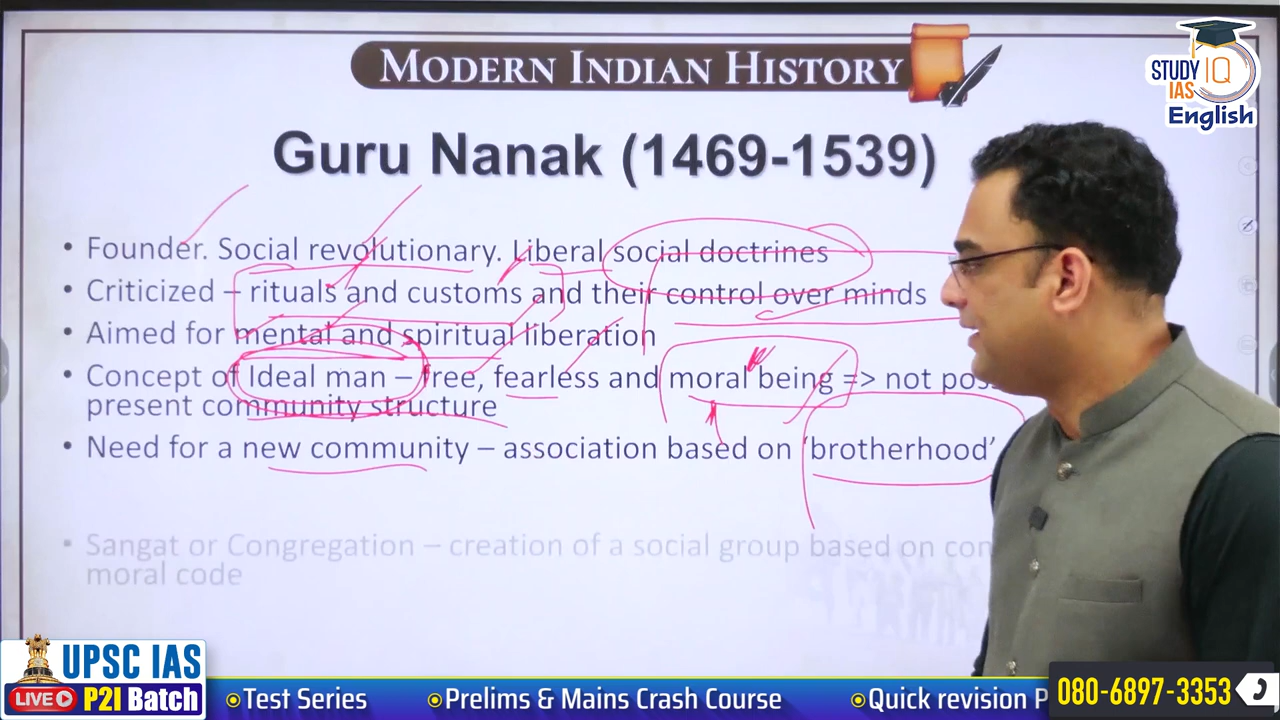 MODERN INDIAN HISTORY
STUDY IQ
IAS
English
Guru Nanak (1469-1539)
• Founder. Social revolutionary. Liberal social doctrines
• Criticized – rituals and customs and their control over minds
• Aimed for mental and spiritual liberation
• Concept of Ideal man – free, fearless and moral being => not
present community structure
• Need for a new community – association based on ‘brotherhood’
• Sangat or Congregation – creation of a social group based on
moral code
UPSC IAS
LIVE P2I Batch
Test Series
Prelims & Mains Crash Course
Quick revision
080-6897-3353